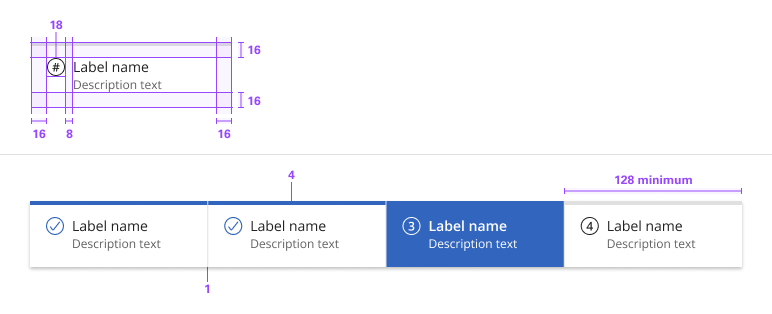 18
16
# Label name
Description text
16
16 8 16
4
128 minimum
Label name Label name 3 Label name 4 Label name
Description text Description text Description text Description text
1